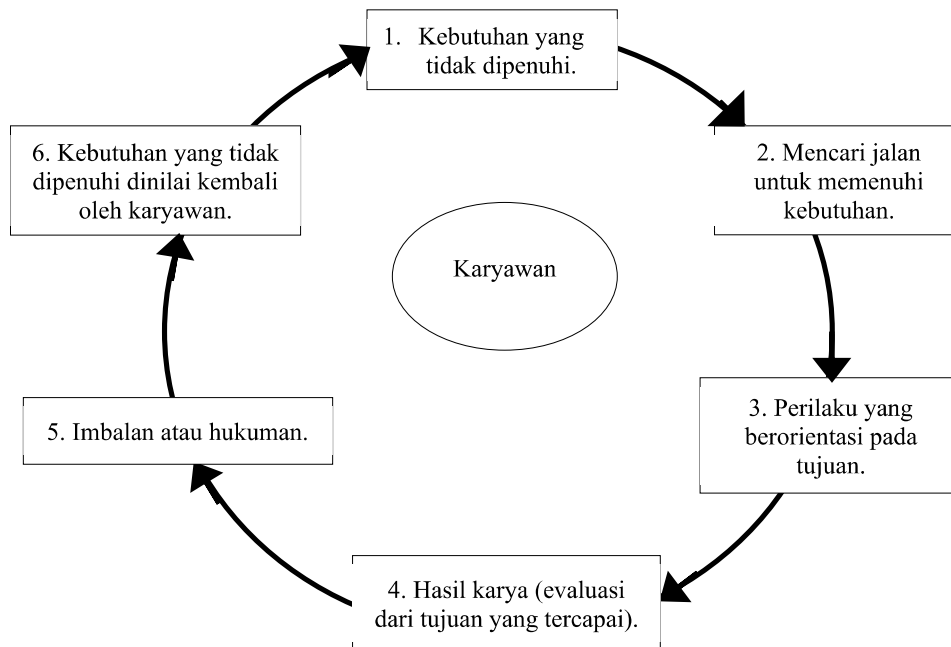 1. Kebutuhan yang
tidak dipenuhi.
2. Mencari jalan
untuk memenuhi
kebutuhan.
3. Perilaku yang
berorientasi pada
tujuan.
4. Hasil karya (evaluasi
dari tujuan yang tercapai).
5. Imbalan atau hukuman.
6. Kebutuhan yang tidak
dipenuhi dinilai kembali
oleh karyawan.
Karyawan